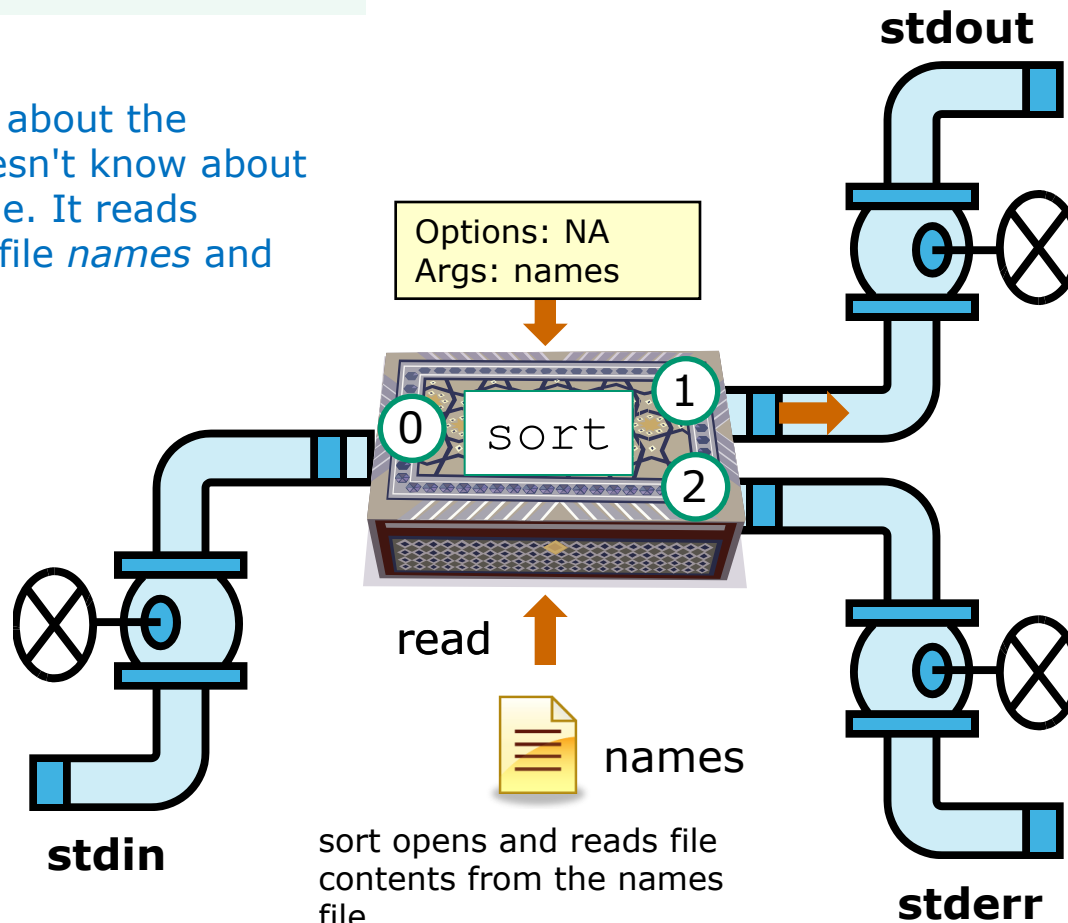 stdout
about the
esn't know about
e. It reads
file names and
Options: NA
Args: names
0
sort
1
2
read
names
stdin
sort opens and reads file
contents from the names
file
stderr